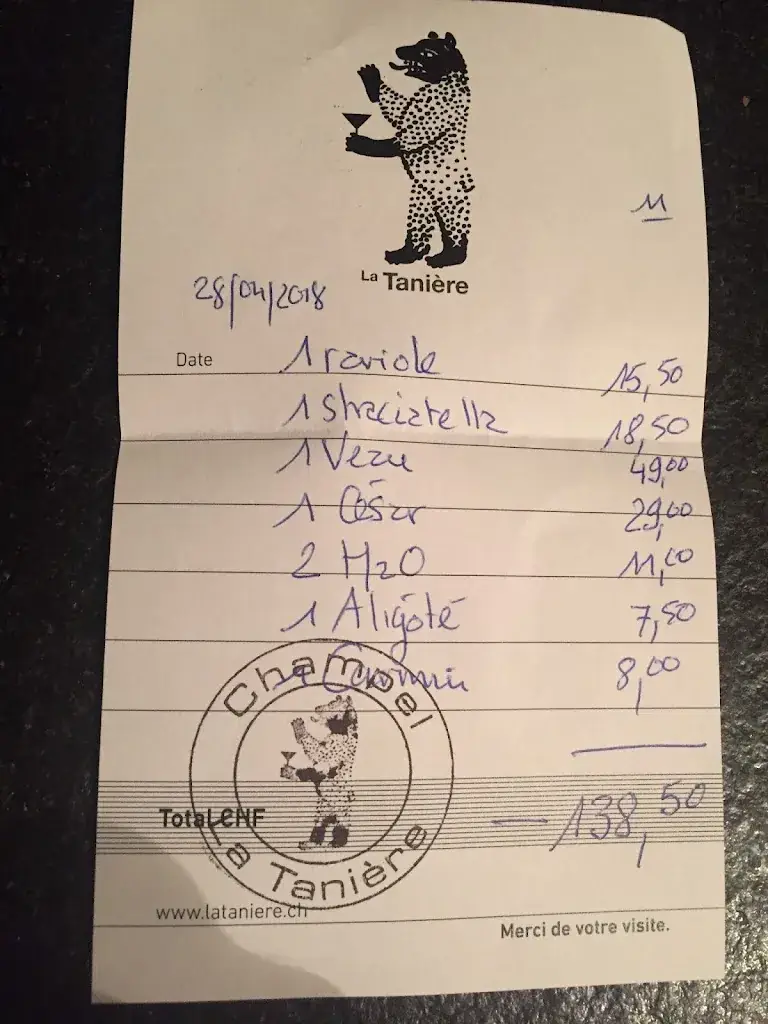 11
La Tanière
28/04/2018
Date
1 raviole 15,50
1 Straciatella 18,50
1 Veau 49,00
1 César 29,00
2 H2O 11,00
1 Aligoté 7,50
8,00
Champel
La Tanière
Total CHF — 138,50
www.lataniere.ch
Merci de votre visite.